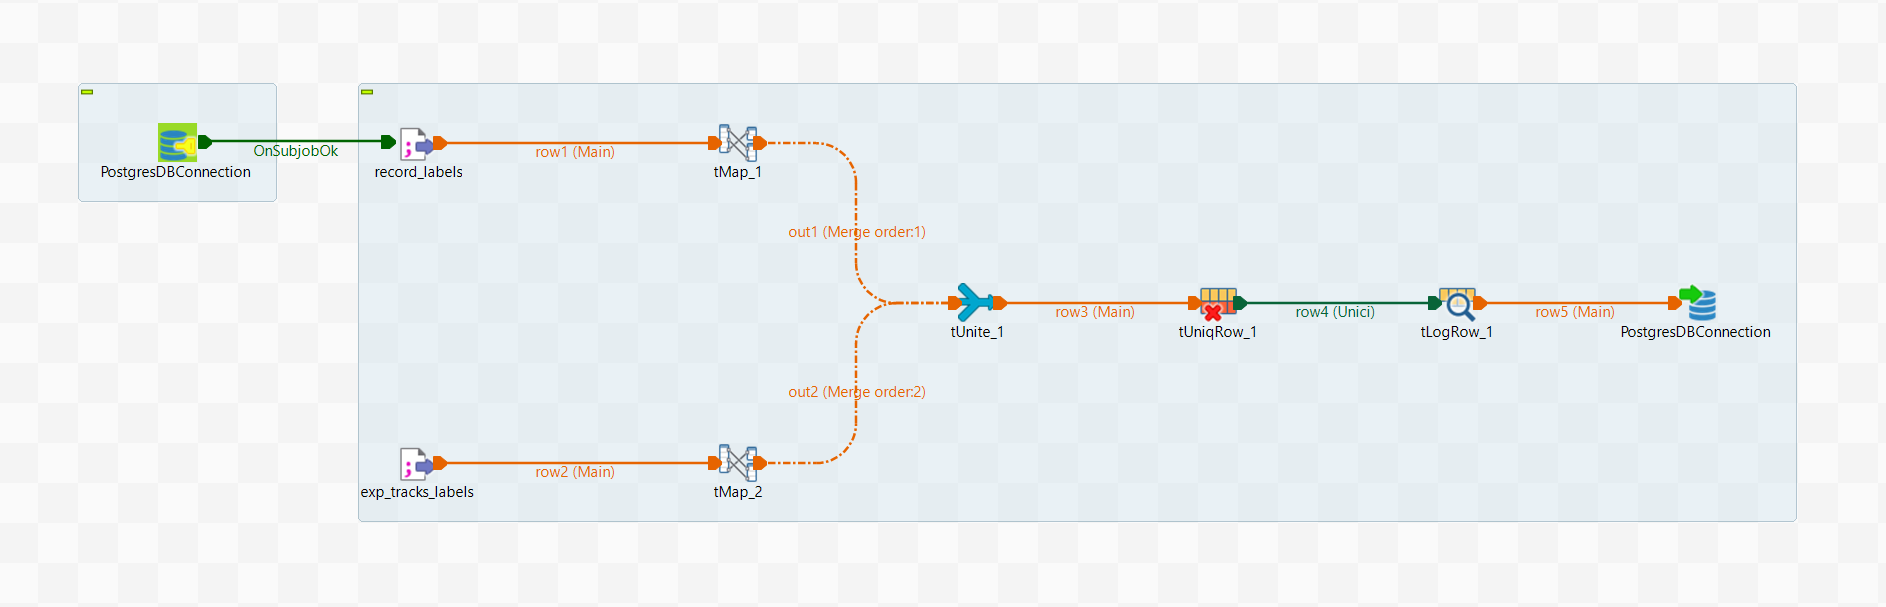 OnSubjobOk
PostgresDBConnection
record_labels
row1 (Main)
tMap_1
out1 (Merge order:1)
tUnite_1
row3 (Main)
tUniqRow_1
row4 (Unici)
tLogRow_1
row5 (Main)
PostgresDBConnection
out2 (Merge order:2)
exp_tracks_labels
row2 (Main)
tMap_2